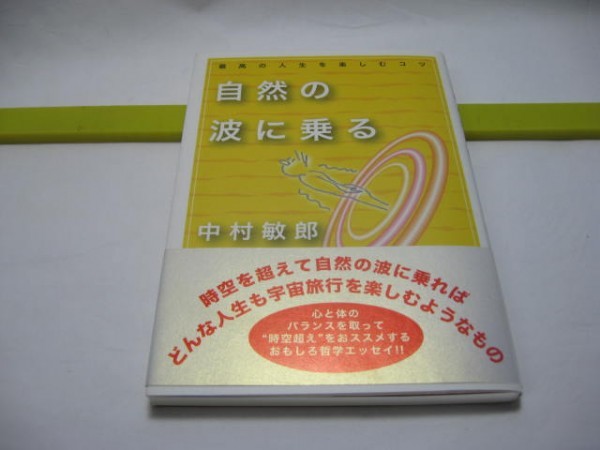 最高の人生を楽しむコツ
自然の
波に乗る
中村敏郎
時空を超えて自然の波に乗れば
どんな人生も宇宙旅行を楽しむようなもの
心と体の
バランスを取って
“時空超え”をおススメする
おもしろ哲学エッセイ!!